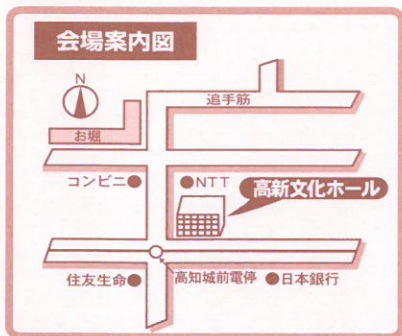 会場案内図
N
追手筋
お堀
コンビニ
NTT
高新文化ホール
住友生命
高知城前電停
日本銀行